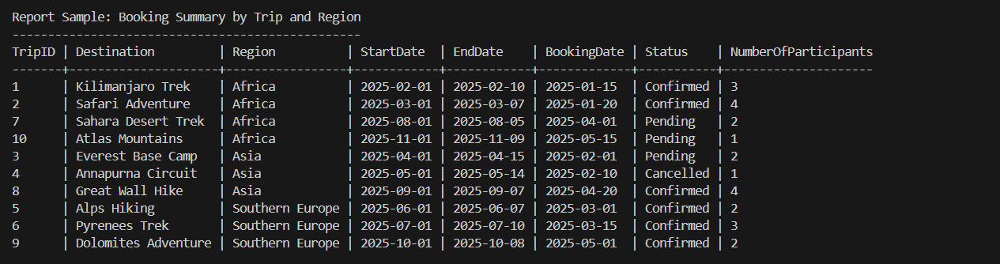 Report Sample: Booking Summary by Trip and Region
-------------------------------------------------
TripID | Destination         | Region          | StartDate  | EndDate    | BookingDate | Status    | NumberOfParticipants
-------+---------------------+-----------------+------------+------------+-------------+-----------+---------------------
1      | Kilimanjaro Trek    | Africa          | 2025-02-01 | 2025-02-10 | 2025-01-15  | Confirmed | 3
2      | Safari Adventure    | Africa          | 2025-03-01 | 2025-03-07 | 2025-01-20  | Confirmed | 4
7      | Sahara Desert Trek  | Africa          | 2025-08-01 | 2025-08-05 | 2025-04-01  | Pending   | 2
10     | Atlas Mountains     | Africa          | 2025-11-01 | 2025-11-09 | 2025-05-15  | Pending   | 1
3      | Everest Base Camp   | Asia            | 2025-04-01 | 2025-04-15 | 2025-02-01  | Pending   | 2
4      | Annapurna Circuit   | Asia            | 2025-05-01 | 2025-05-14 | 2025-02-10  | Cancelled | 1
8      | Great Wall Hike     | Asia            | 2025-09-01 | 2025-09-07 | 2025-04-20  | Confirmed | 4
5      | Alps Hiking         | Southern Europe | 2025-06-01 | 2025-06-07 | 2025-03-01  | Confirmed | 2
6      | Pyrenees Trek       | Southern Europe | 2025-07-01 | 2025-07-10 | 2025-03-15  | Confirmed | 3
9      | Dolomites Adventure | Southern Europe | 2025-10-01 | 2025-10-08 | 2025-05-01  | Confirmed | 2